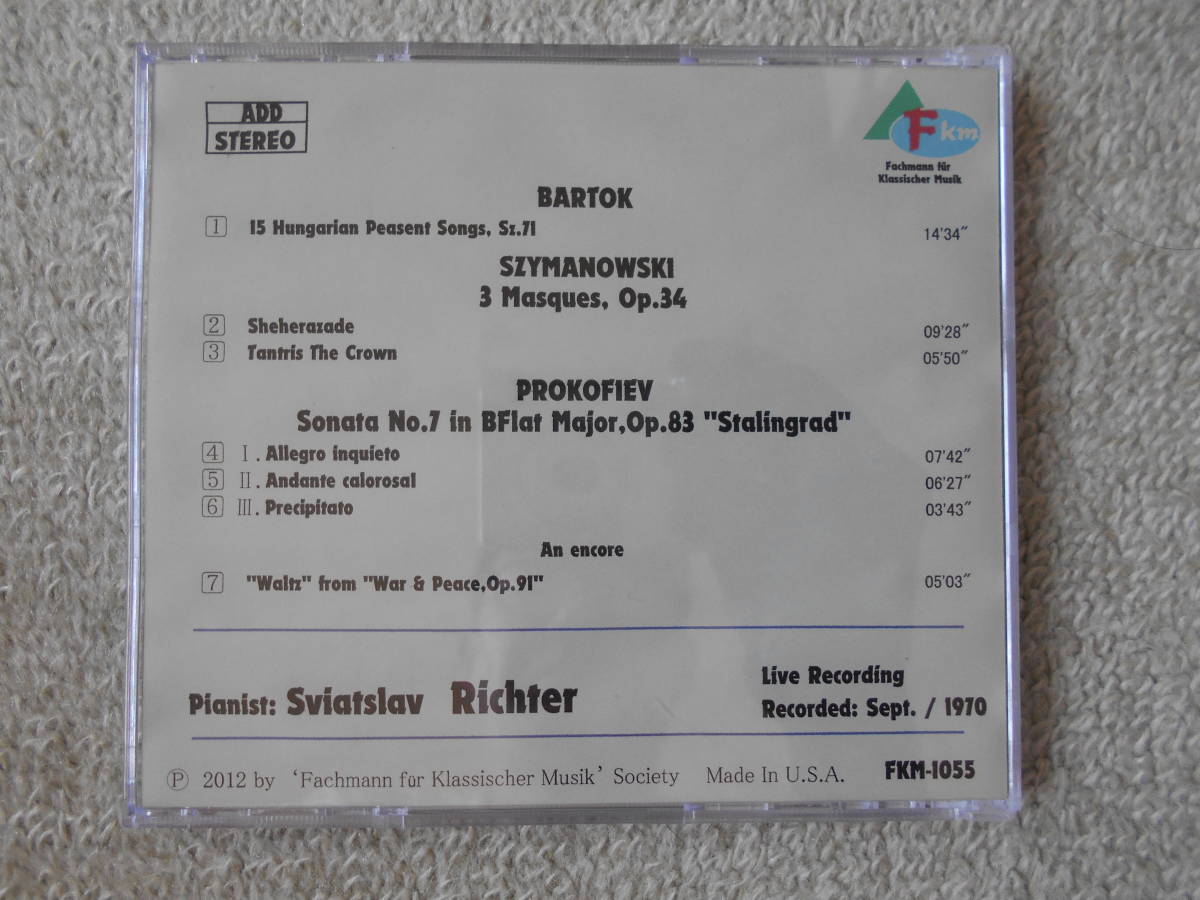 ADD
STEREO
Fkm
Fachmann für
Klassischer Musik
BARTOK
1 15 Hungarian Peasent Songs, Sz.71 14'34"
SZYMANOWSKI
3 Masques, Op.34
2 Sheherazade 09'28"
3 Tantris The Crown 05'50"
PROKOFIEV
Sonata No.7 in BFlat Major,Op.83 "Stalingrad"
4 I. Allegro inquieto 07'42"
5 II. Andante calorosal 06'27"
6 III. Precipitato 03'43"
An encore
7 "Waltz" from "War & Peace,Op.91" 05'03"
Pianist: Sviatslav Richter
Live Recording
Recorded: Sept. / 1970
℗ 2012 by 'Fachmann für Klassischer Musik' Society Made In U.S.A. FKM-1055